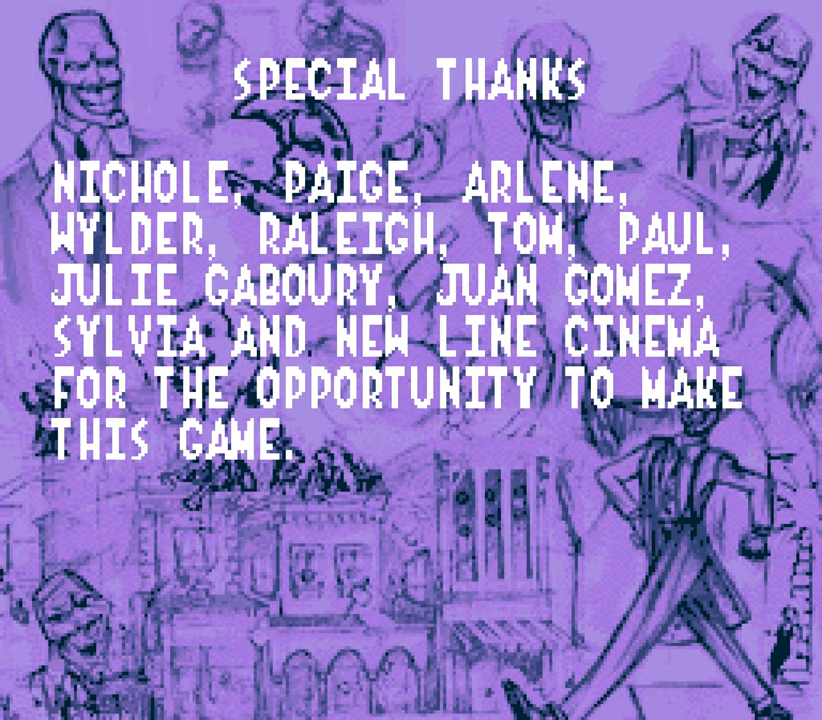 SPECIAL THANKS
NICHOLE, PAIGE, ARLENE,
WYLDER, RALEIGH, TOM, PAUL,
JULIE GABOURY, JUAN GOMEZ,
SYLVIA AND NEW LINE CINEMA
FOR THE OPPORTUNITY TO MAKE
THIS GAME.